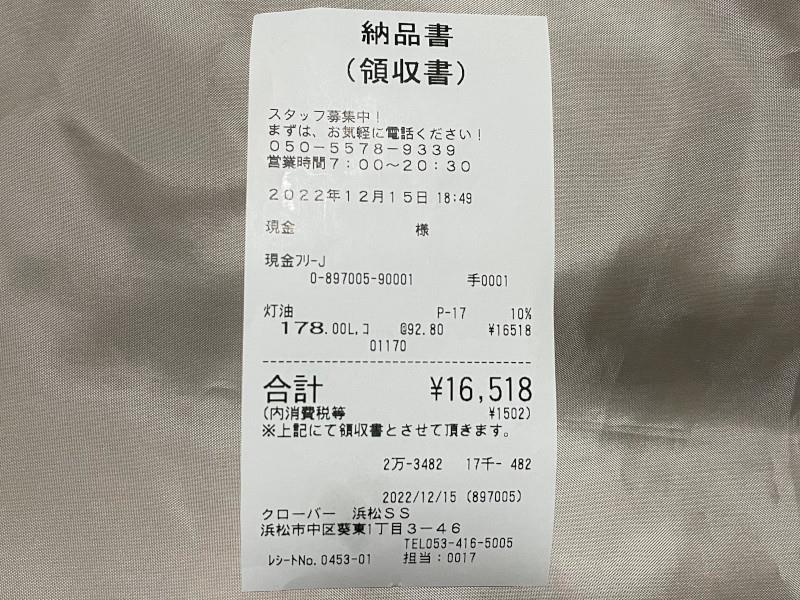 納品書
(領収書)
スタッフ募集中！
まずは、お気軽に電話ください！
０５０－５５７８－９３３９
営業時間７：００～２０：３０
２０２２年１２月１５日 18:49
現金 様
現金ﾌﾘｰJ
0-897005-90001 手0001
灯油 P-17 10%
178.00L,ｺ @92.80 ¥16518
01170
合計 ¥16,518
(内消費税等 ¥1502)
※上記にて領収書とさせて頂きます。
2万-3482 17千- 482
2022/12/15 (897005)
クローバー 浜松ＳＳ
浜松市中区葵東1丁目３－４６
TEL053-416-5005
ﾚｼｰﾄNo. 0453-01 担当：0017